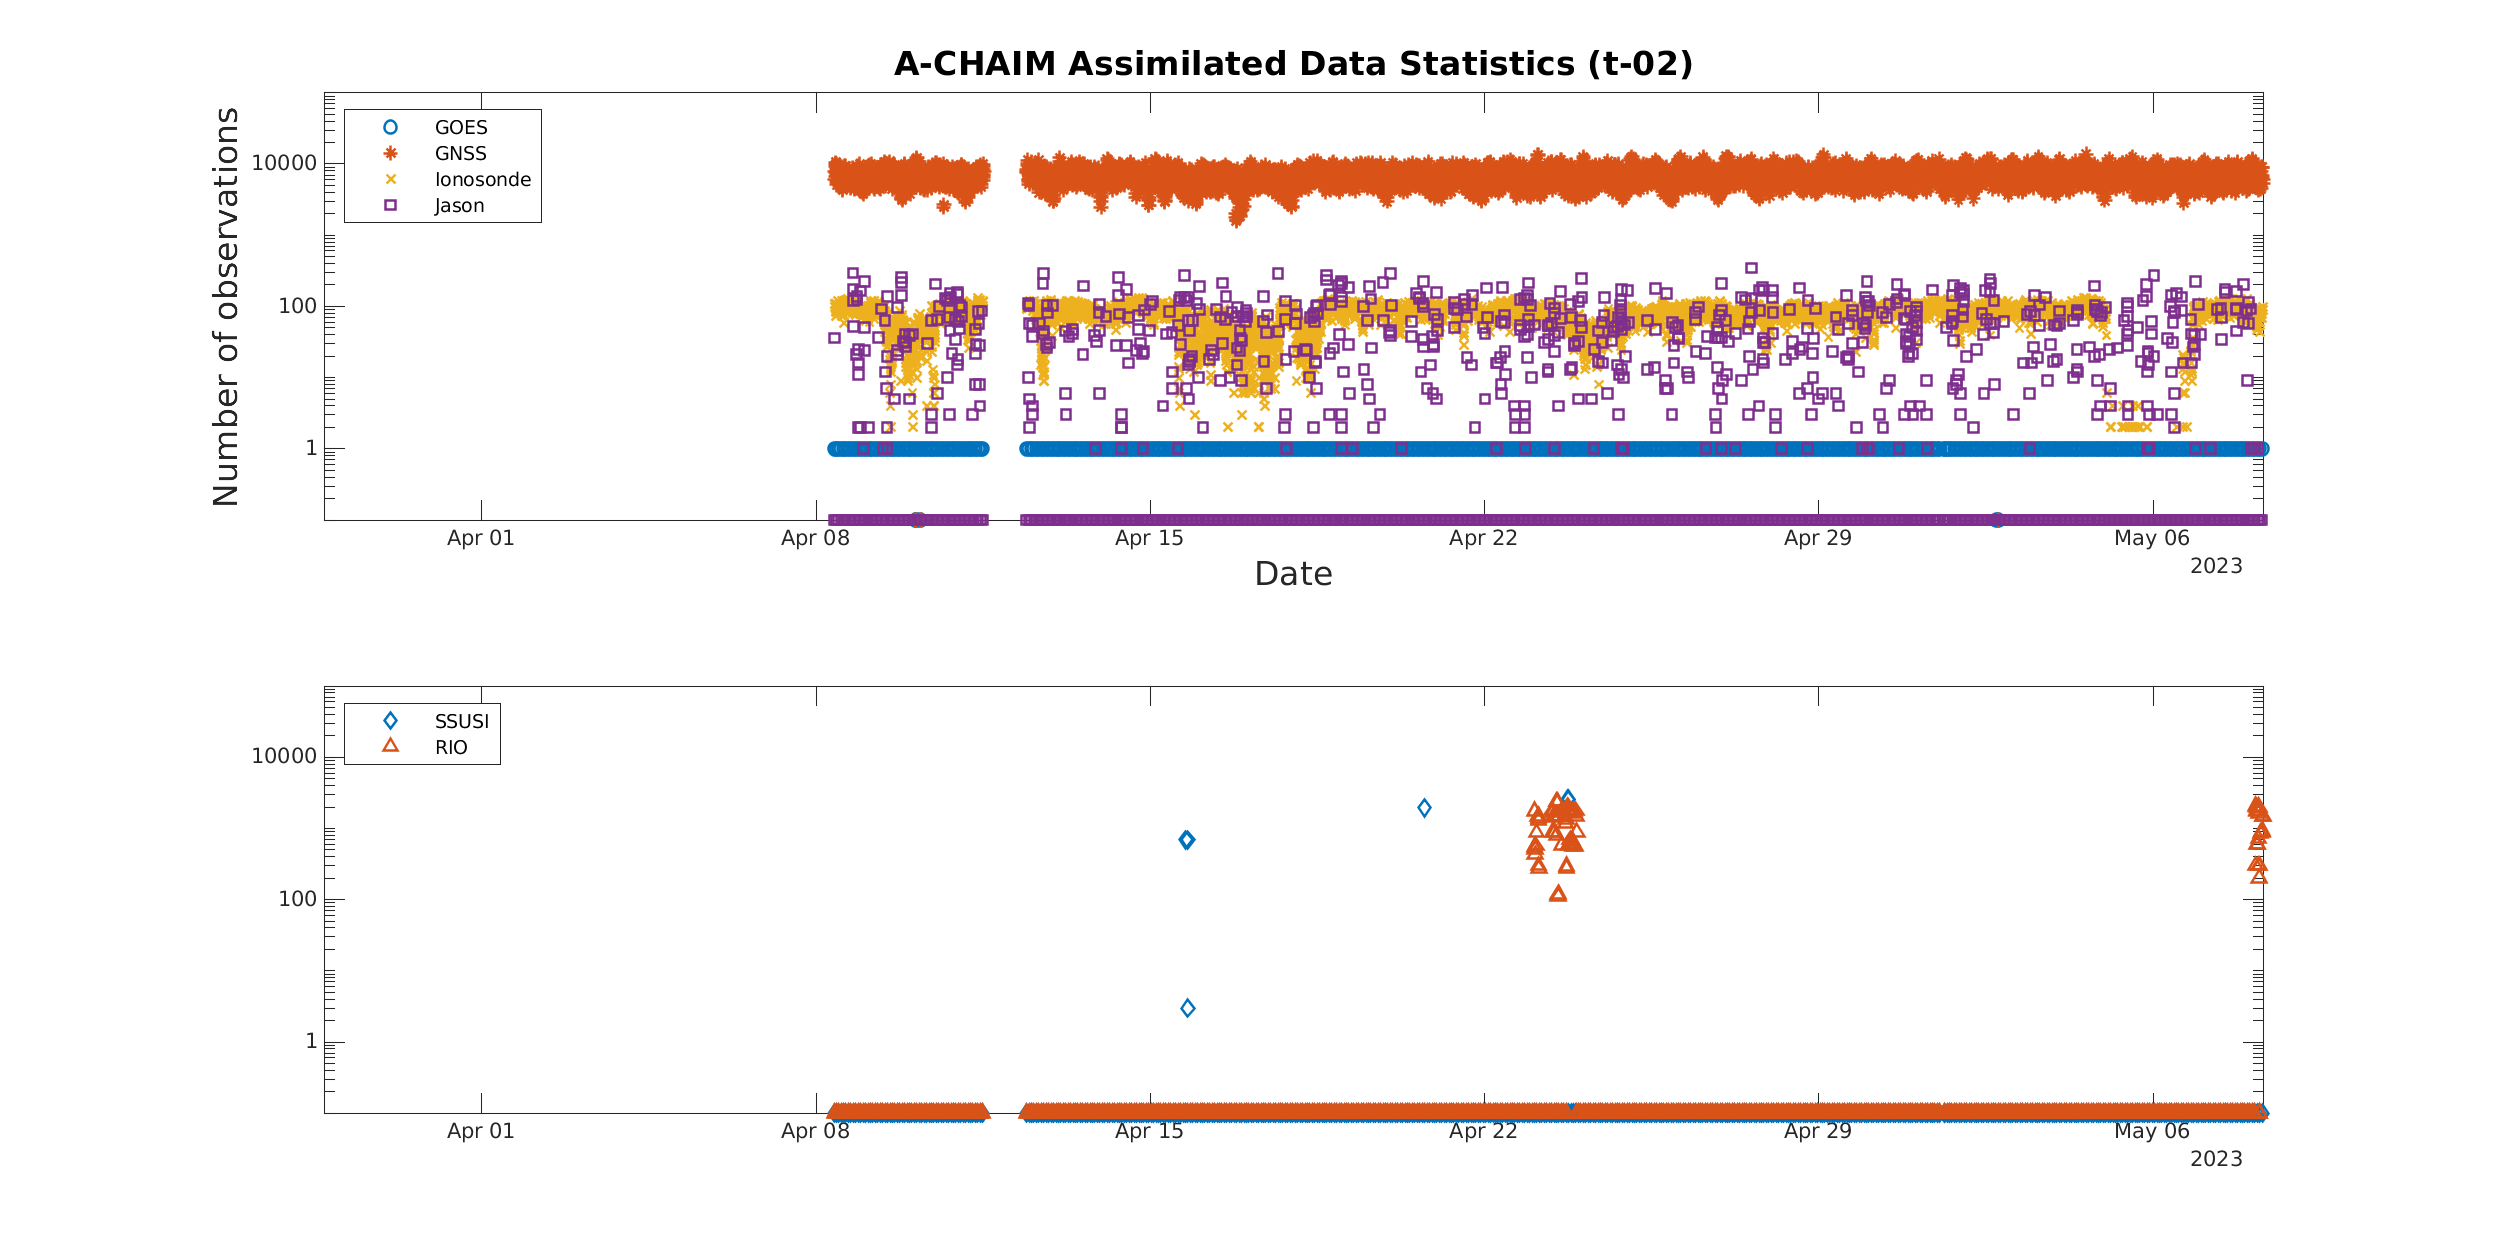 A-CHAIM Assimilated Data Statistics (t-02)
Number of observations
10000
100
1
GOES
GNSS
Ionosonde
Jason
Apr 01
Apr 08
Apr 15
Apr 22
Apr 29
May 06
2023
Date
10000
100
1
SSUSI
RIO
Apr 01
Apr 08
Apr 15
Apr 22
Apr 29
May 06
2023